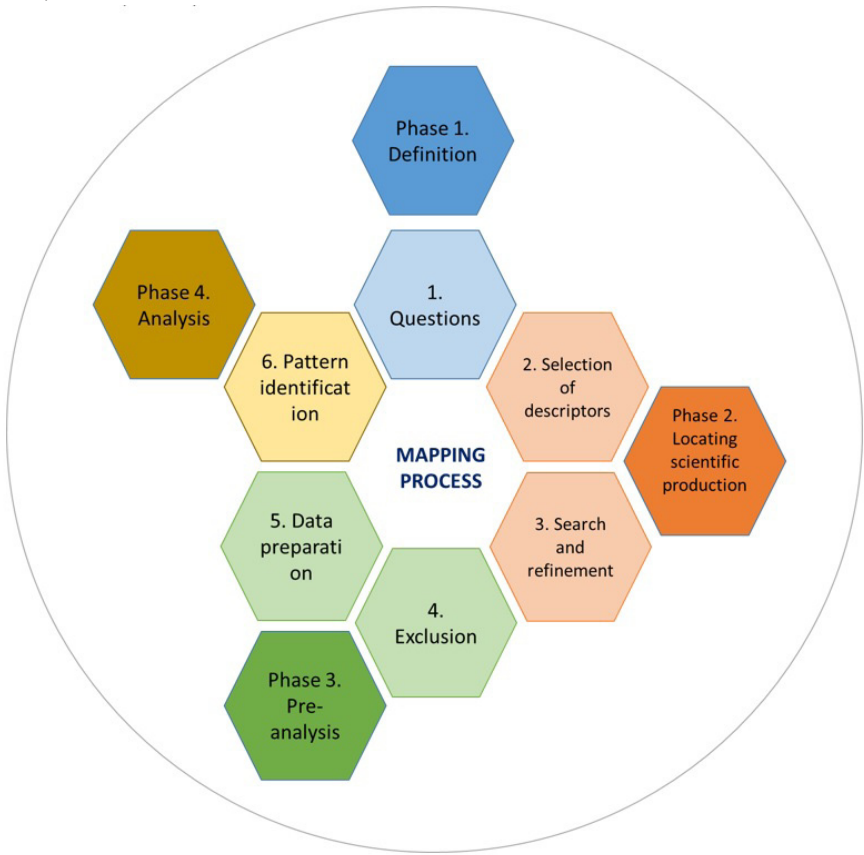 Phase 1.
Definition
1.
Questions
2. Selection
of
descriptors
Phase 2.
Locating
scientific
production
3. Search
and
refinement
4.
Exclusion
Phase 3.
Pre-
analysis
5. Data
preparati
on
6. Pattern
identificat
ion
Phase 4.
Analysis
MAPPING
PROCESS